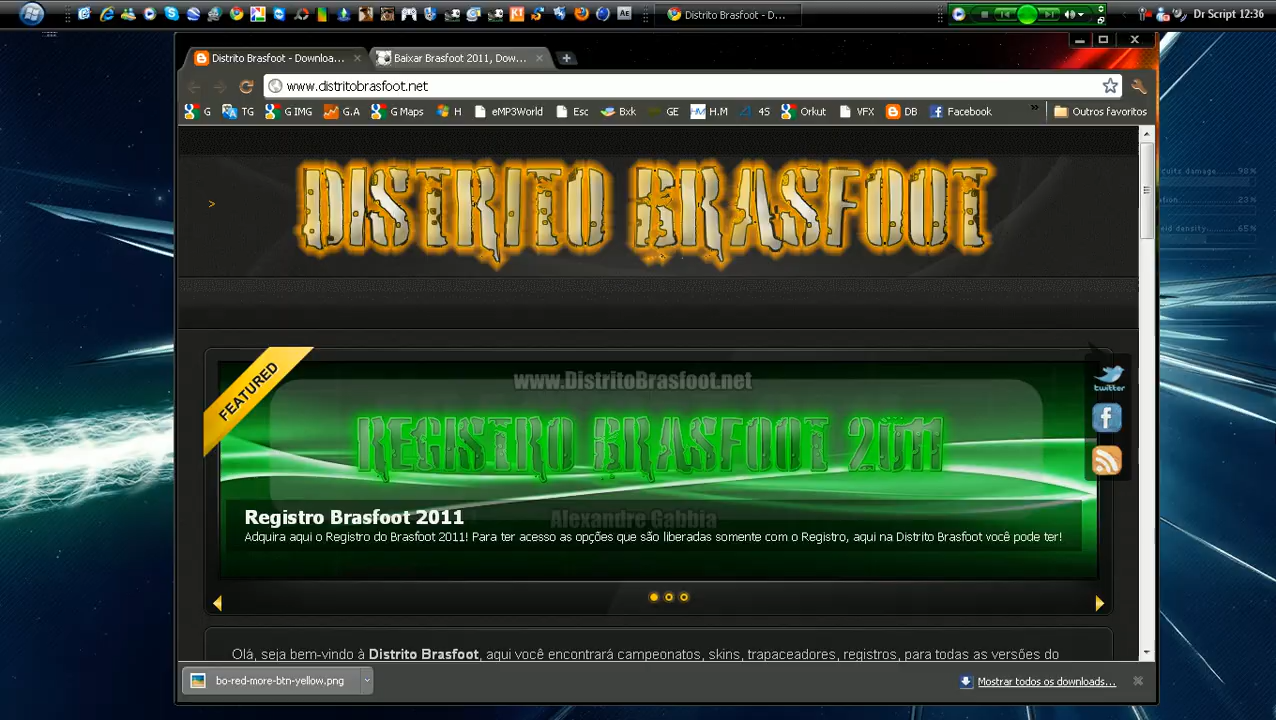 Distrito Brasfoot - D...
Dr Script 12:36
Distrito Brasfoot - Downloa...
Baixar Brasfoot 2011, Dow...
www.distritobrasfoot.net
G TG G IMG G.A G Maps H eMP3World Esc Bxk GE H.M 4S Orkut VFX DB Facebook » Outros favoritos
DISTRITO BRASFOOT
>
FEATURED
www.DistritoBrasfoot.net
REGISTRO BRASFOOT 2011
Alexandre Gabbia
Registro Brasfoot 2011
Adquira aqui o Registro do Brasfoot 2011! Para ter acesso as opções que são liberadas somente com o Registro, aqui na Distrito Brasfoot você pode ter!
twitter
Olá, seja bem-vindo à Distrito Brasfoot, aqui você encontrará campeonatos, skins, trapaceadores, registros, para todas as versões do
bo-red-more-btn-yellow.png
Mostrar todos os downloads...
98%
23%
65%